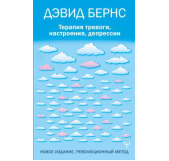 ДЭВИД БЕРНС
Терапия тревоги,
настроения, депрессии
НОВОЕ ИЗДАНИЕ, РЕВОЛЮЦИОННЫЙ МЕТОД